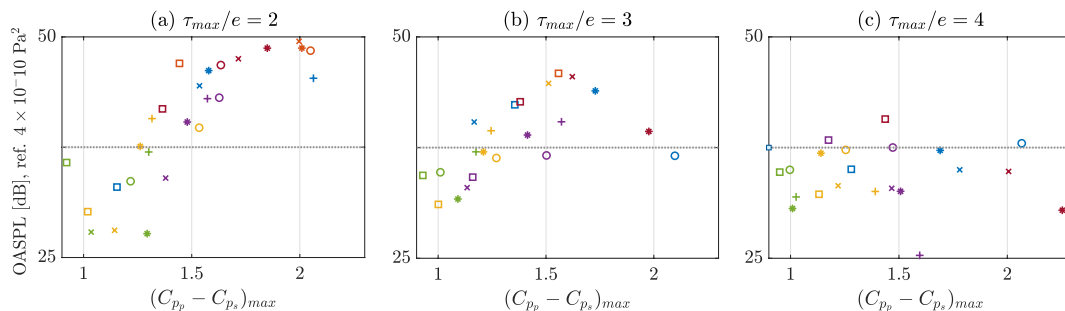 (a) τmax/e = 2
(b) τmax/e = 3
(c) τmax/e = 4
OASPL [dB], ref. 4 × 10−10 Pa²
50
25
1
1.5
2
(Cpp − Cps)max
50
25
1
1.5
2
(Cpp − Cps)max
50
25
1
1.5
2
(Cpp − Cps)max